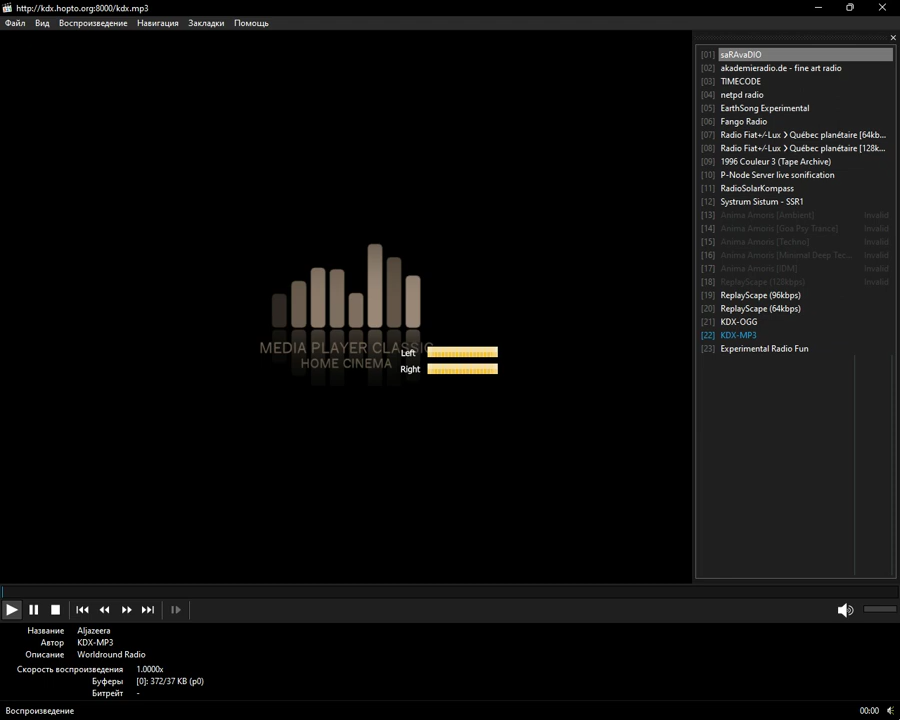 http://kdx.hopto.org:8000/kdx.mp3
Файл Вид Воспроизведение Навигация Закладки Помощь
[01] saRAvaDIO
[02] akademieradio.de - fine art radio
[03] TIMECODE
[04] netpd radio
[05] EarthSong Experimental
[06] Fango Radio
[07] Radio Fiat+/-Lux ❯ Québec planétaire [64kb...
[08] Radio Fiat+/-Lux ❯ Québec planétaire [128k...
[09] 1996 Couleur 3 (Tape Archive)
[10] P-Node Server live sonification
[11] RadioSolarKompass
[12] Systrum Sistum - SSR1
[13] Anima Amoris [Ambient] Invalid
[14] Anima Amoris [Goa Psy Trance] Invalid
[15] Anima Amoris [Techno] Invalid
[16] Anima Amoris [Minimal Deep Tec... Invalid
[17] Anima Amoris [IDM] Invalid
[18] ReplayScape (128kbps) Invalid
[19] ReplayScape (96kbps)
[20] ReplayScape (64kbps)
[21] KDX-OGG
[22] KDX-MP3
[23] Experimental Radio Fun
MEDIA PLAYER CLASSIC
HOME CINEMA
Left
Right
Название Aljazeera
Автор KDX-MP3
Описание Worldround Radio
Скорость воспроизведения 1.0000x
Буферы [0]: 372/37 KB (p0)
Битрейт -
Воспроизведение 00:00